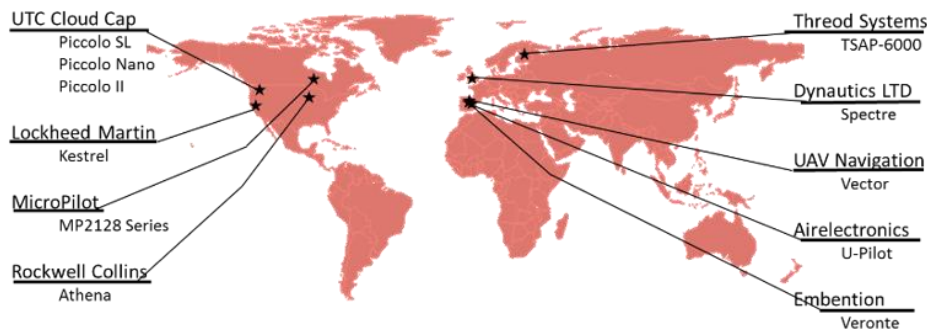 UTC Cloud Cap
Piccolo SL
Piccolo Nano
Piccolo II
Lockheed Martin
Kestrel
MicroPilot
MP2128 Series
Rockwell Collins
Athena
Threod Systems
TSAP-6000
Dynautics LTD
Spectre
UAV Navigation
Vector
Airelectronics
U-Pilot
Embention
Veronte